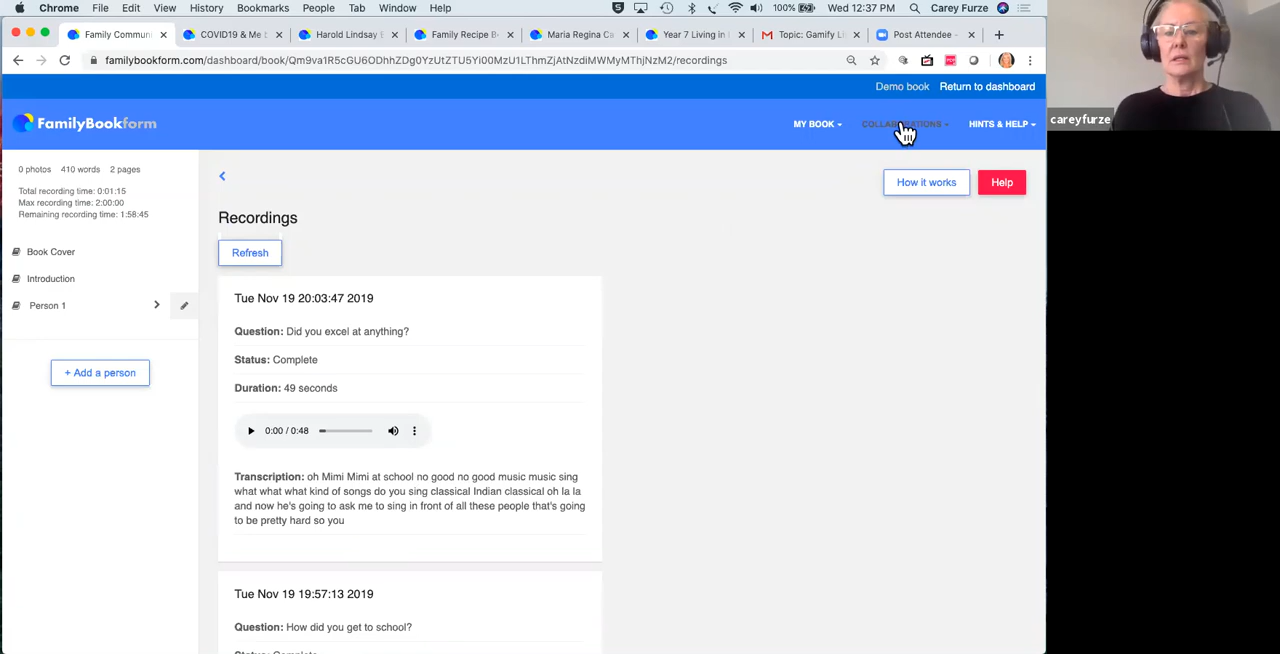 Chrome File Edit View History Bookmarks People Tab Window Help 100% Wed 12:37 PM Carey Furze
Family Commun COVID19 & Me Harold Lindsay Family Recipe B Maria Regina Ca Year 7 Living in Topic: Gamify Li Post Attendee -
familybookform.com/dashboard/book/Qm9va1R5cGU6ODhhZDg0YzUtZTU5Yi00MzU1LThmZjAtNzdiMWMyMThjNzM2/recordings
Demo book Return to dashboard
FamilyBookform MY BOOK COLLABORATIONS HINTS & HELP
careyfurze
0 photos 410 words 2 pages
Total recording time: 0:01:15
Max recording time: 2:00:00
Remaining recording time: 1:58:45
Book Cover
Introduction
Person 1
+ Add a person
How it works Help
Recordings
Refresh
Tue Nov 19 20:03:47 2019
Question: Did you excel at anything?
Status: Complete
Duration: 49 seconds
0:00 / 0:48
Transcription: oh Mimi Mimi at school no good no good music music sing
what what what kind of songs do you sing classical Indian classical oh la la
and now he's going to ask me to sing in front of all these people that's going
to be pretty hard so you
Tue Nov 19 19:57:13 2019
Question: How did you get to school?
Status: Complete